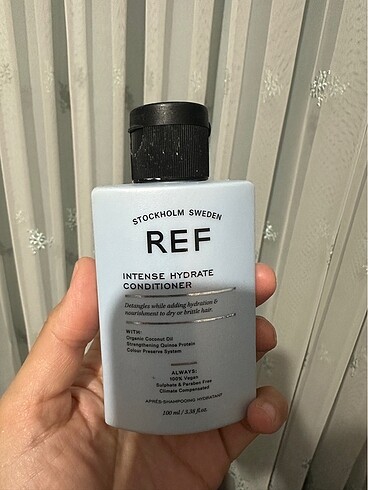 STOCKHOLM SWEDEN
REF
INTENSE HYDRATE
CONDITIONER
Detangles while adding hydration &
nourishment to dry or brittle hair.
WITH:
Organic Coconut Oil
Strengthening Quinoa Protein
Colour Preserve System
ALWAYS:
100% Vegan
Sulphate & Paraben Free
Climate Compensated
APRÈS-SHAMPOOING HYDRATANT
100 ml / 3.38 fl.oz.